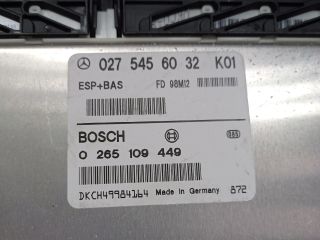 027 545 60 32 K01
ESP+BAS FD 98M12
BOSCH
0 265 109 449
DKCH49984164 Made in Germany 872